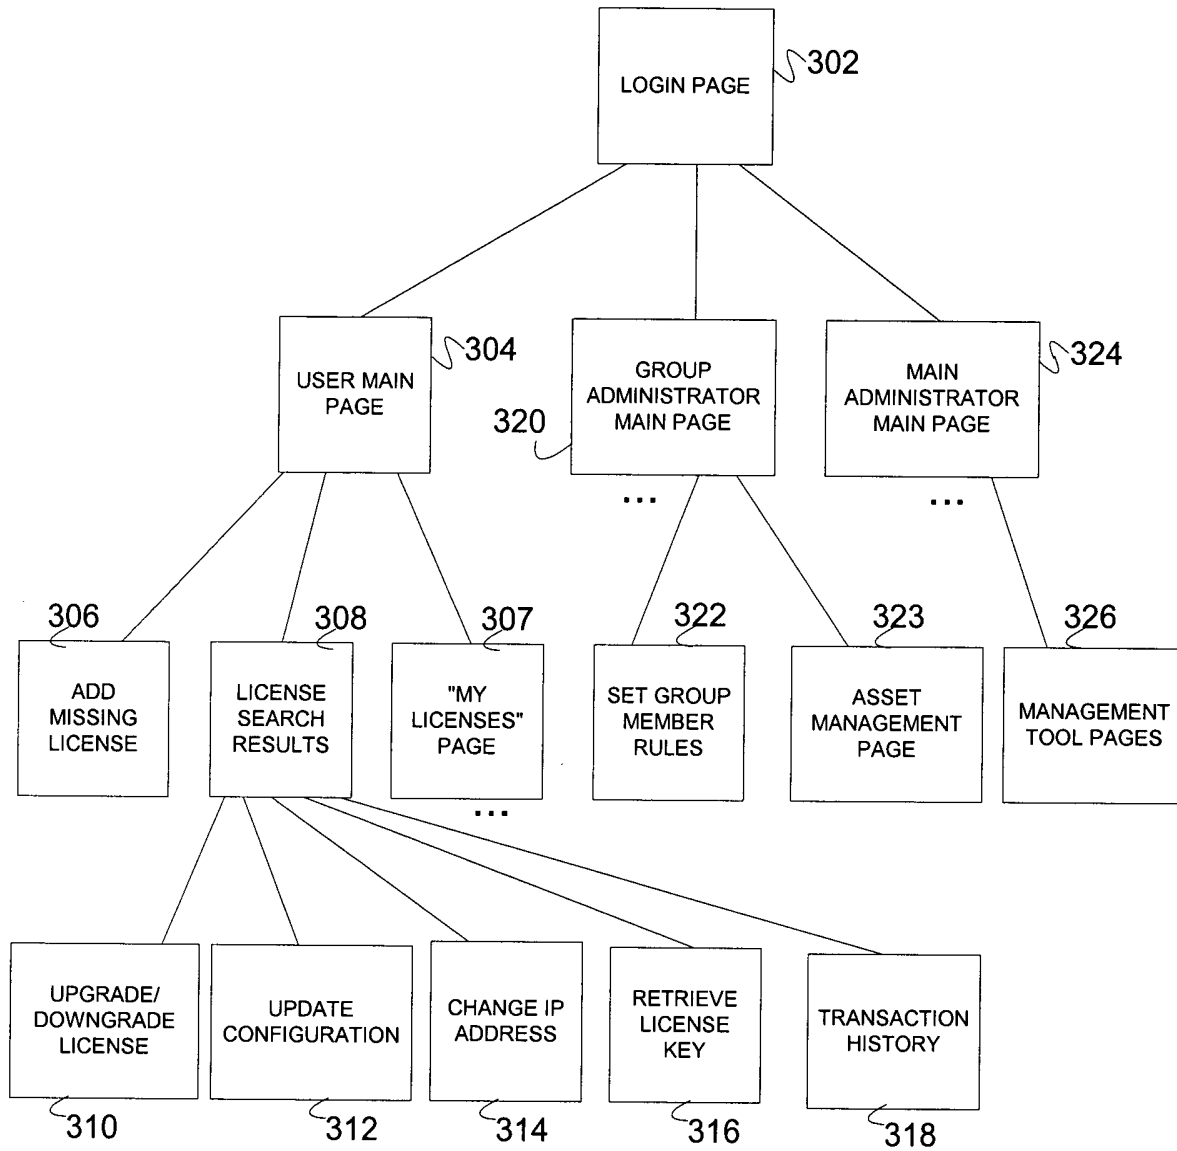 LOGIN PAGE
302
USER MAIN
PAGE
304
GROUP
ADMINISTRATOR
MAIN PAGE
320
MAIN
ADMINISTRATOR
MAIN PAGE
324
...
...
306
ADD
MISSING
LICENSE
308
LICENSE
SEARCH
RESULTS
307
"MY
LICENSES"
PAGE
322
SET GROUP
MEMBER
RULES
323
ASSET
MANAGEMENT
PAGE
326
MANAGEMENT
TOOL PAGES
...
UPGRADE/
DOWNGRADE
LICENSE
310
UPDATE
CONFIGURATION
312
CHANGE IP
ADDRESS
314
RETRIEVE
LICENSE
KEY
316
TRANSACTION
HISTORY
318